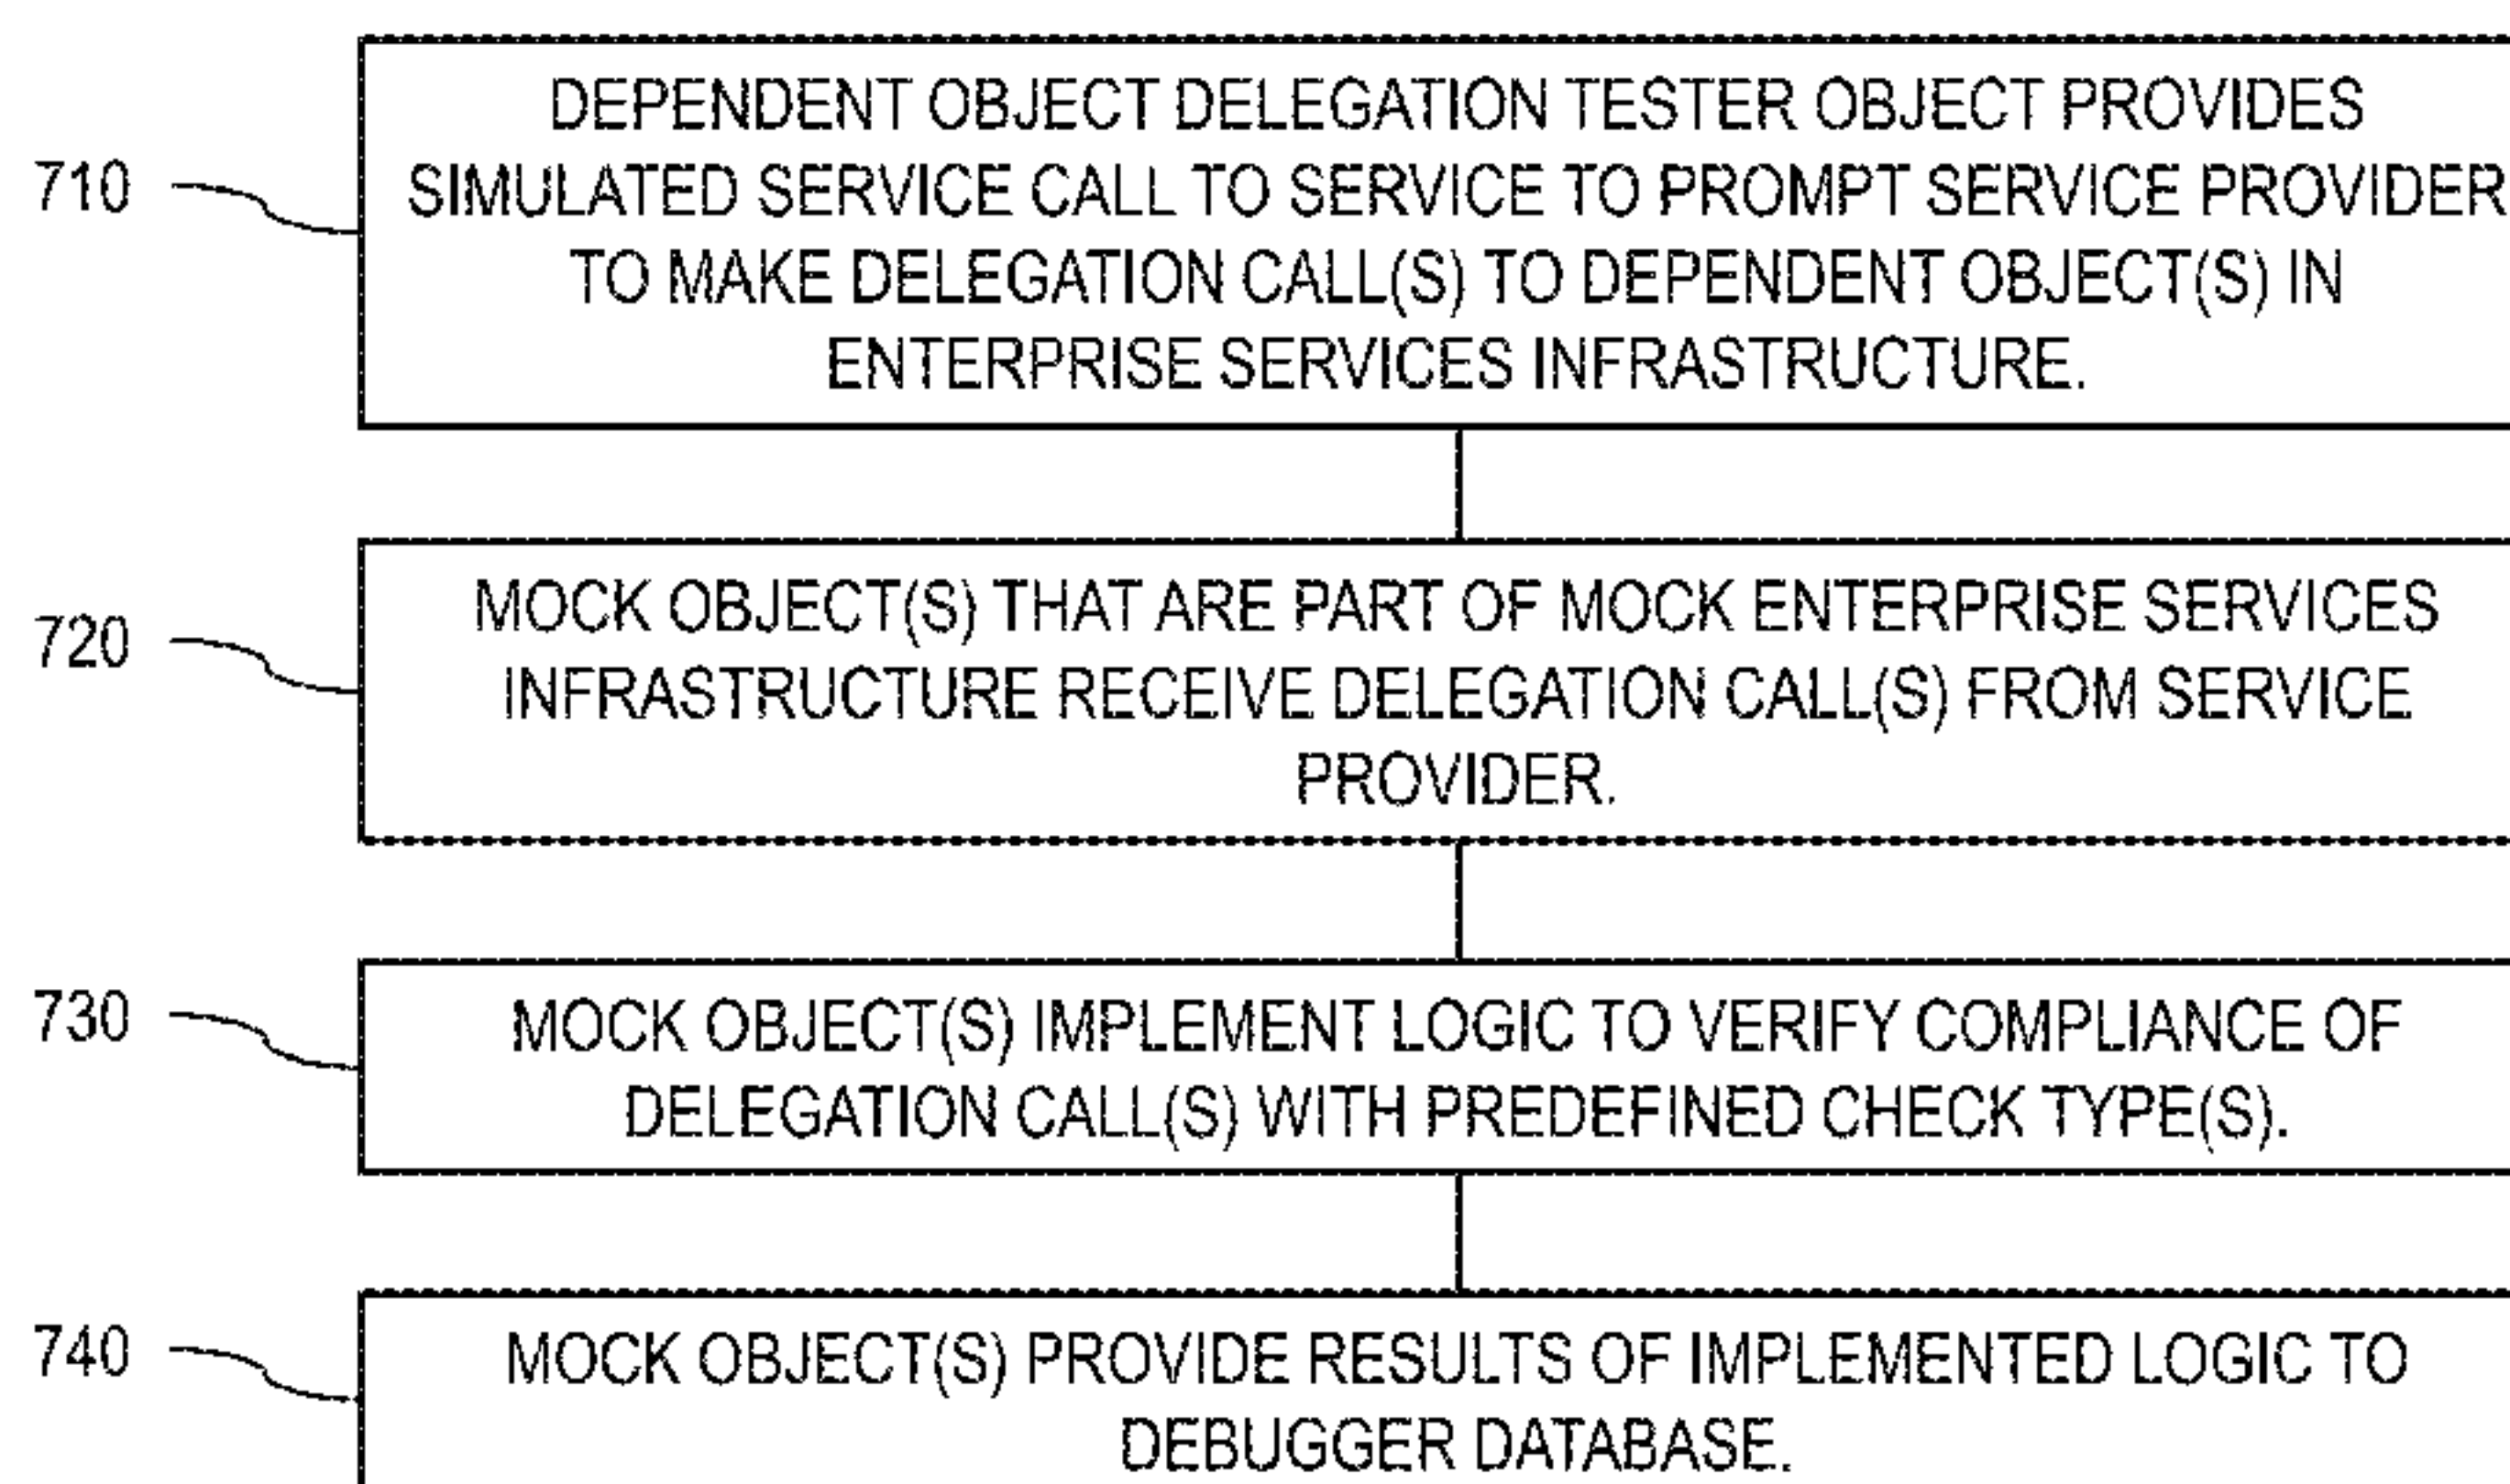 DEPENDENT OBJECT DELEGATION TESTER OBJECT PROVIDES
710
SIMULATED SERVICE CALL TO SERVICE TO PROMPT SERVICE PROVIDER
TO MAKE DELEGATION CALL(S) TO DEPENDENT OBJECT(S) IN
ENTERPRISE SERVICES INFRASTRUCTURE.
720
MOCK OBJECT(S) THAT ARE PART OF MOCK ENTERPRISE SERVICES
INFRASTRUCTURE RECEIVE DELEGATION CALL(S) FROM SERVICE
PROVIDER.
730
MOCK OBJECT(S) IMPLEMENT LOGIC TO VERIFY COMPLIANCE OF
DELEGATION CALL(S) WITH PREDEFINED CHECK TYPE(S).
740
MOCK OBJECT(S) PROVIDE RESULTS OF IMPLEMENTED LOGIC TO
DEBUGGER DATABASE.